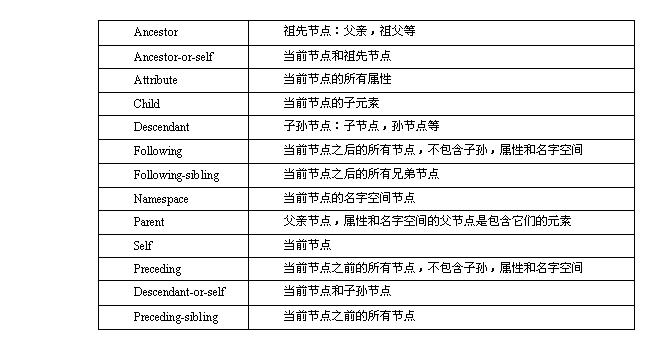 Ancestor 祖先节点：父亲，祖父等
Ancestor-or-self 当前节点和祖先节点
Attribute 当前节点的所有属性
Child 当前节点的子元素
Descendant 子孙节点：子节点，孙节点等
Following 当前节点之后的所有节点，不包含子孙，属性和名字空间
Following-sibling 当前节点之后的所有兄弟节点
Namespace 当前节点的名字空间节点
Parent 父亲节点，属性和名字空间的父节点是包含它们的元素
Self 当前节点
Preceding 当前节点之前的所有节点，不包含子孙，属性和名字空间
Descendant-or-self 当前节点和子孙节点
Preceding-sibling 当前节点之前的所有节点